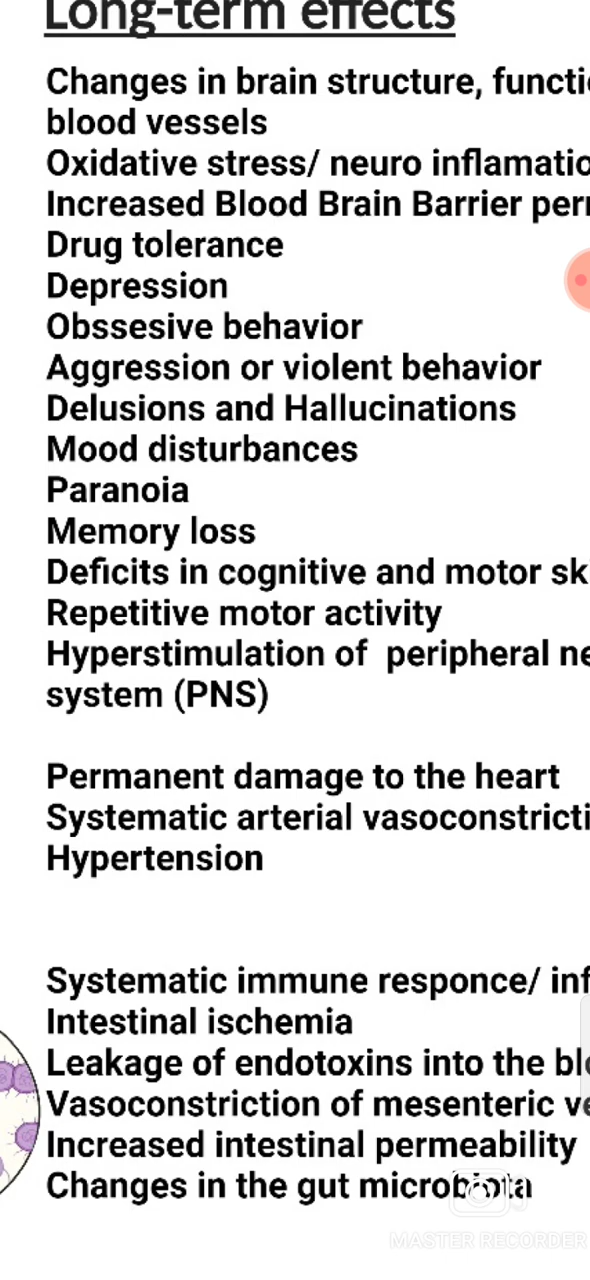 Long-term effects
Changes in brain structure, functi
blood vessels
Oxidative stress/ neuro inflamatio
Increased Blood Brain Barrier per
Drug tolerance
Depression
Obssesive behavior
Aggression or violent behavior
Delusions and Hallucinations
Mood disturbances
Paranoia
Memory loss
Deficits in cognitive and motor sk
Repetitive motor activity
Hyperstimulation of peripheral ne
system (PNS)
Permanent damage to the heart
Systematic arterial vasoconstricti
Hypertension
Systematic immune responce/ inf
Intestinal ischemia
Leakage of endotoxins into the blo
Vasoconstriction of mesenteric ve
Increased intestinal permeability
Changes in the gut microbiota
MASTER RECORDER